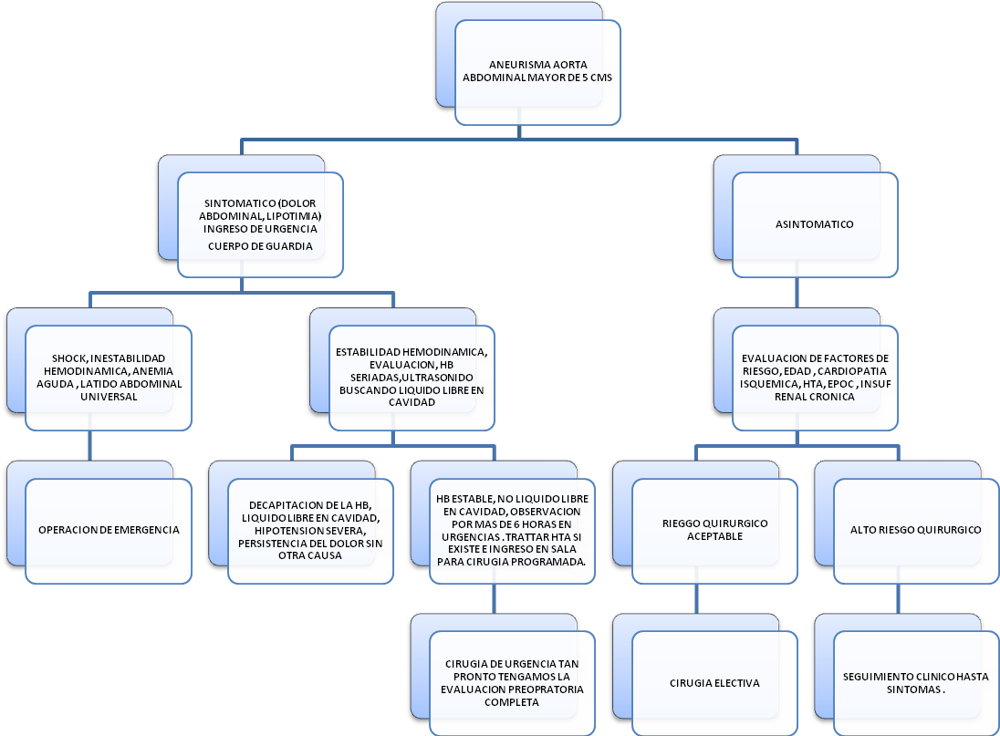 ANEURISMA AORTA
ABDOMINAL MAYOR DE 5 CMS
SINTOMATICO (DOLOR
ABDOMINAL, LIPOTIMIA)
INGRESO DE URGENCIA
CUERPO DE GUARDIA
ASINTOMATICO
SHOCK, INESTABILIDAD
HEMODINAMICA, ANEMIA
AGUDA , LATIDO ABDOMINAL
UNIVERSAL
ESTABILIDAD HEMODINAMICA,
EVALUACION, HB
SERIADAS,ULTRASONIDO
BUSCANDO LIQUIDO LIBRE EN
CAVIDAD
EVALUACION DE FACTORES DE
RIESGO, EDAD , CARDIOPATIA
ISQUEMICA, HTA, EPOC , INSUF
RENAL CRONICA
OPERACION DE EMERGENCIA
DECAPITACION DE LA HB,
LIQUIDO LIBRE EN CAVIDAD,
HIPOTENSION SEVERA,
PERSISTENCIA DEL DOLOR SIN
OTRA CAUSA
HB ESTABLE, NO LIQUIDO LIBRE
EN CAVIDAD, OBSERVACION
POR MAS DE 6 HORAS EN
URGENCIAS .TRATTAR HTA SI
EXISTE E INGRESO EN SALA
PARA CIRUGIA PROGRAMADA.
RIEGGO QUIRURGICO
ACEPTABLE
ALTO RIESGO QUIRURGICO
CIRUGIA DE URGENCIA TAN
PRONTO TENGAMOS LA
EVALUACION PREOPRATORIA
COMPLETA
CIRUGIA ELECTIVA
SEGUIMIENTO CLINICO HASTA
SINTOMAS .